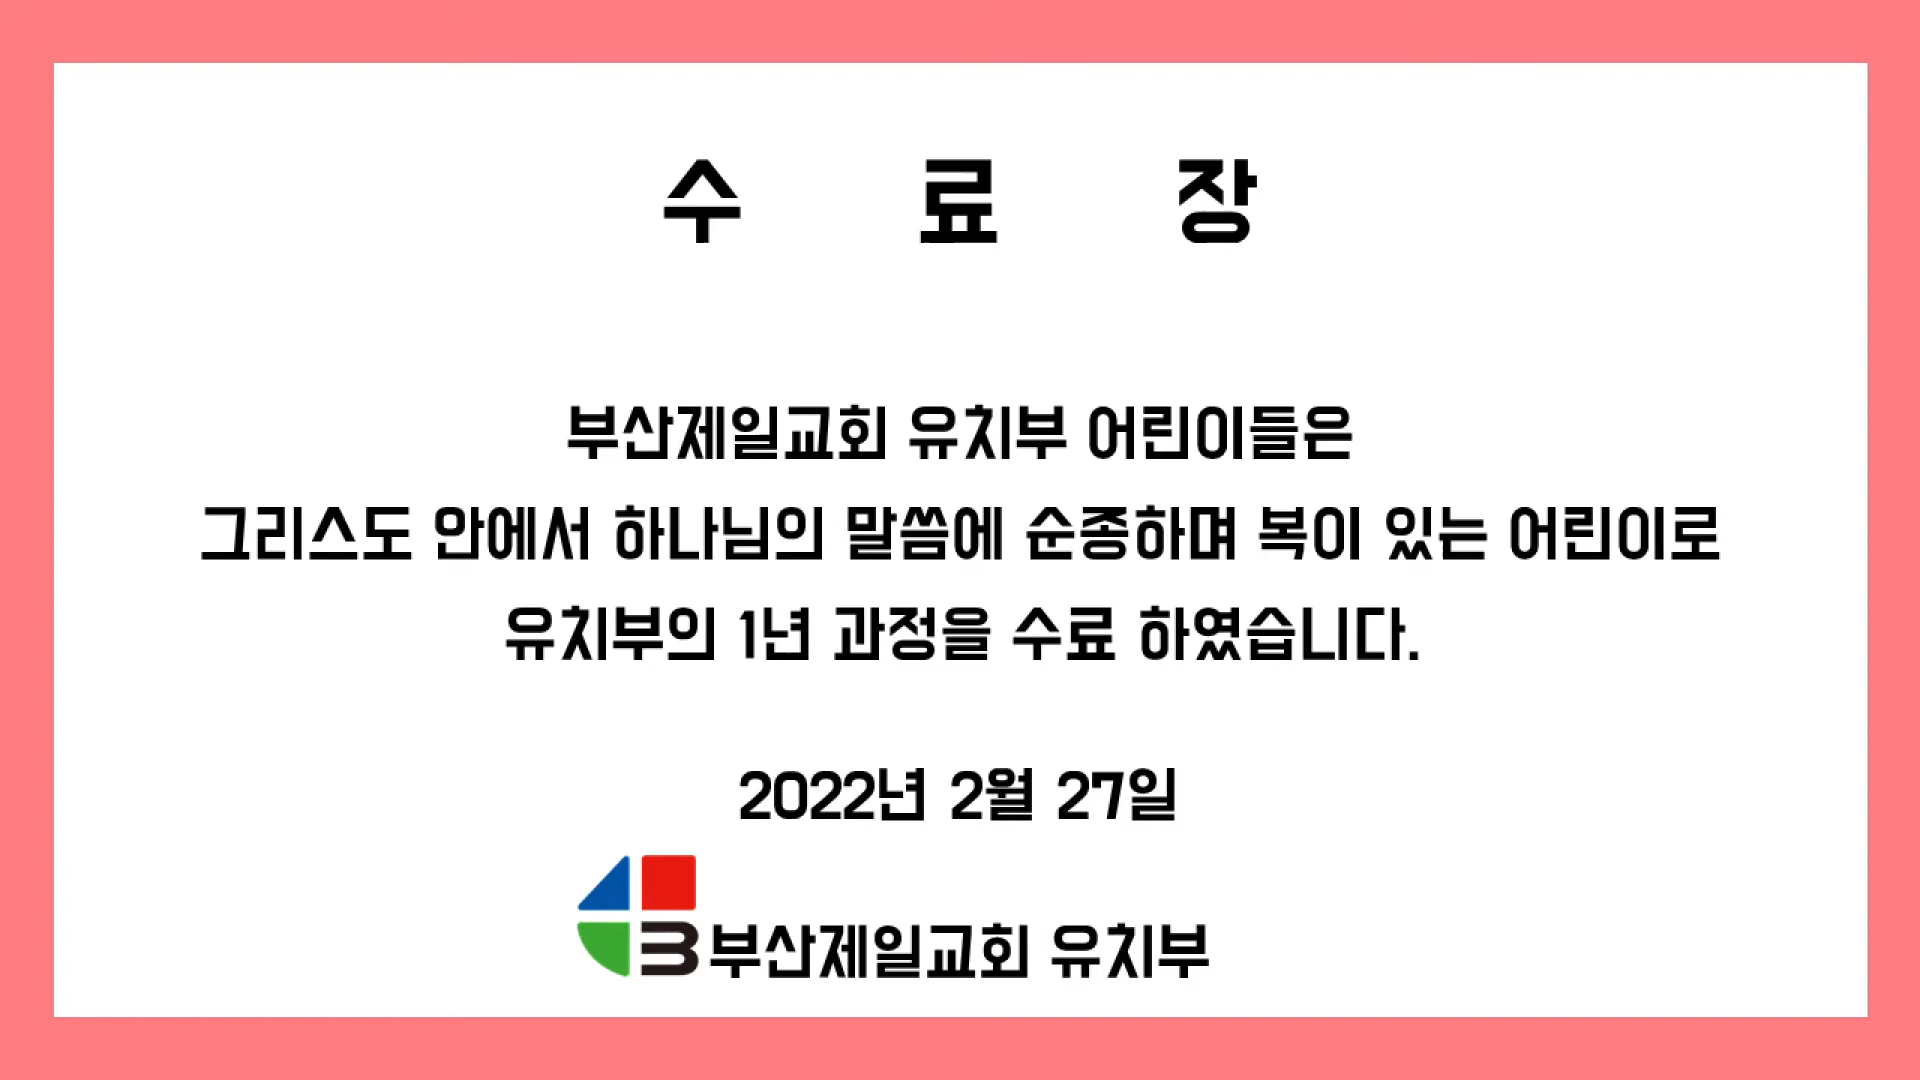 수 료 장
부산제일교회 유치부 어린이들은
그리스도 안에서 하나님의 말씀에 순종하며 복이 있는 어린이로
유치부의 1년 과정을 수료 하였습니다.
2022년 2월 27일
부산제일교회 유치부